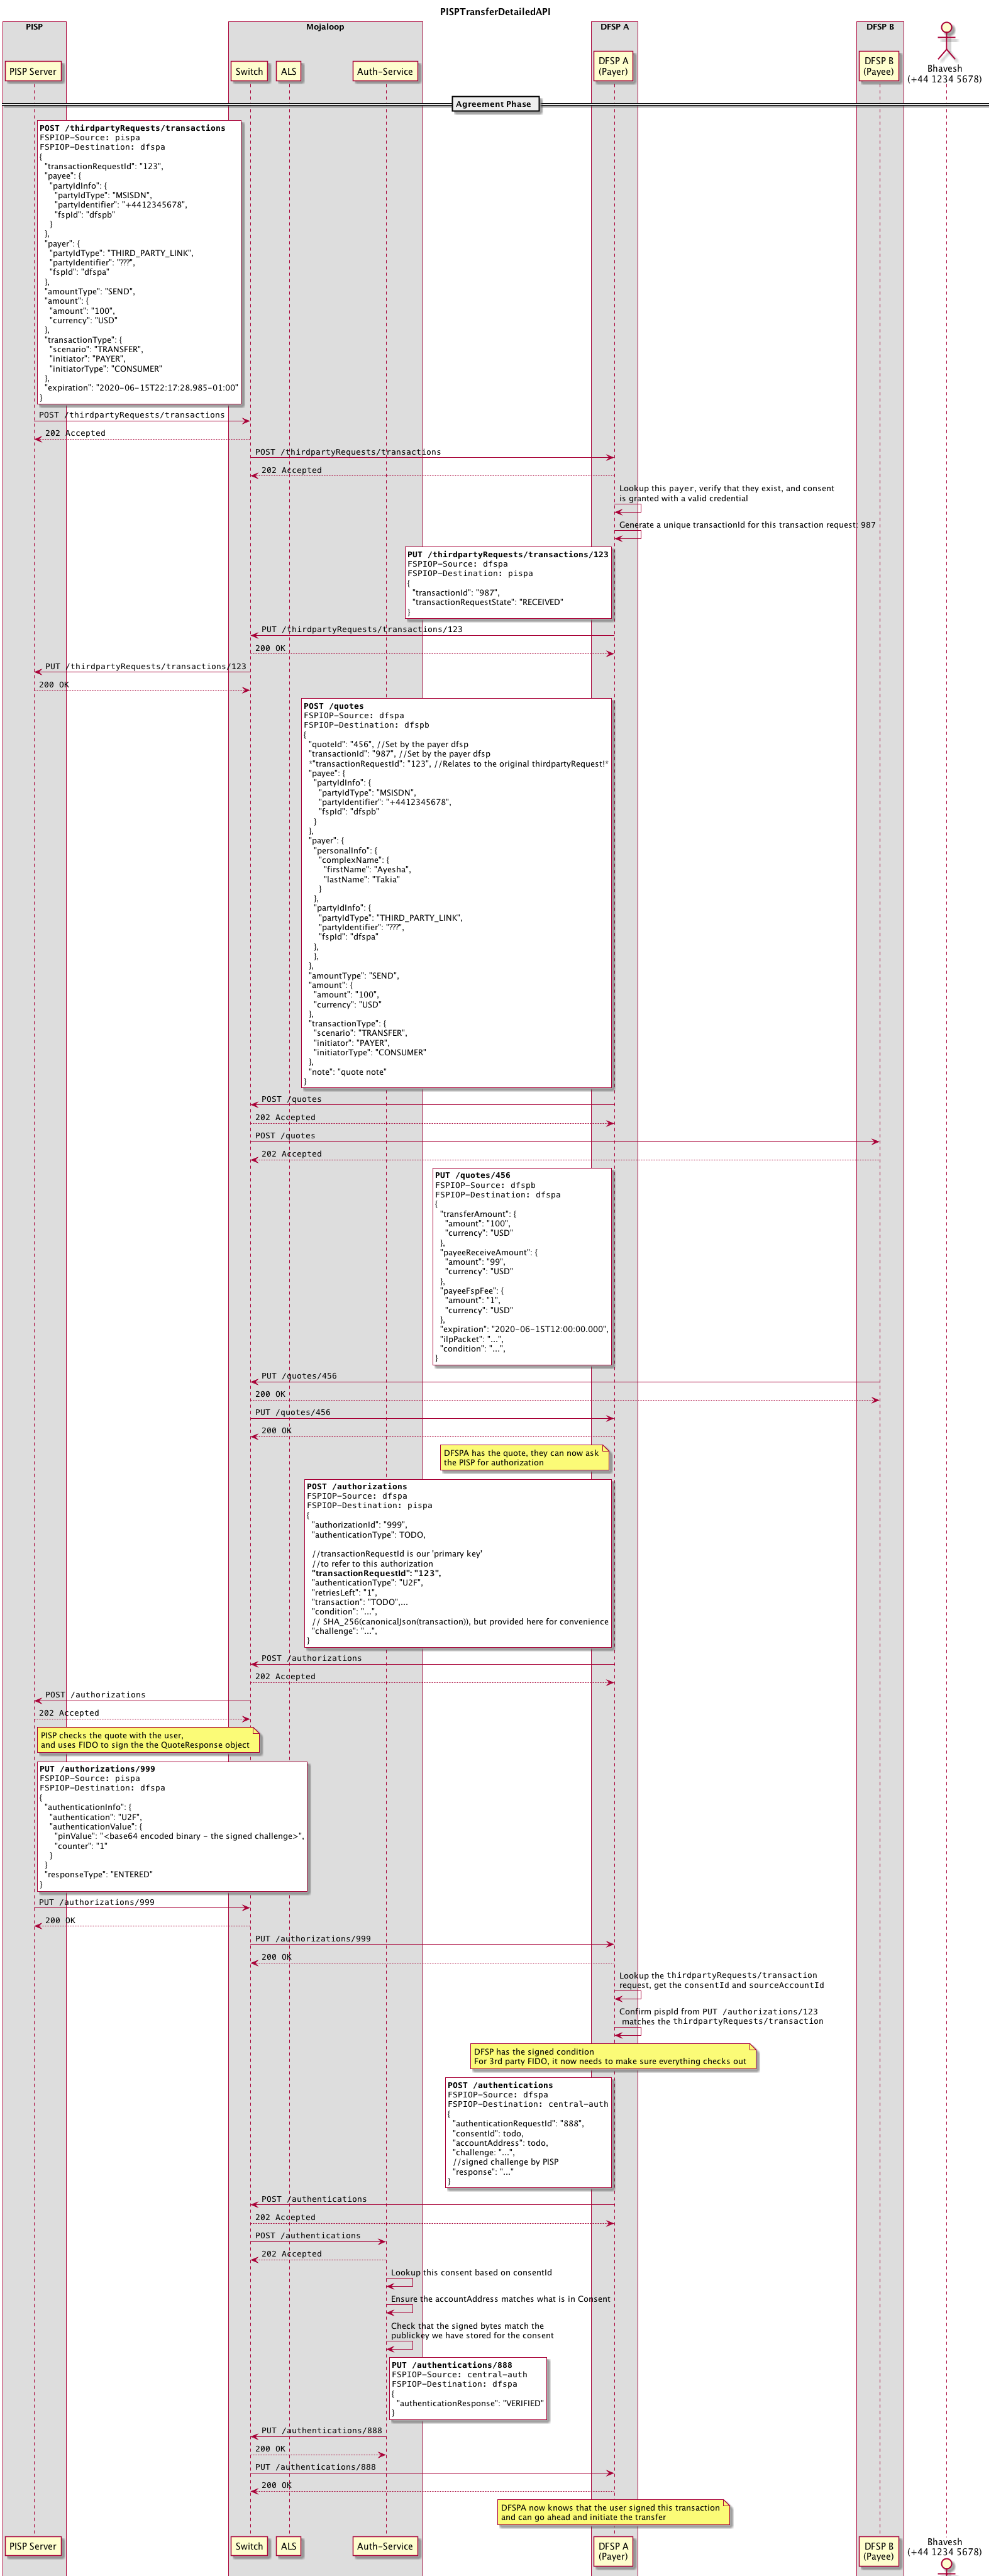 PISPTransferDetailedAPI
PISP
Mojaloop
DFSP A
DFSP B
PISP Server
Switch
ALS
Auth-Service
DFSP A
(Payer)
DFSP B
(Payee)
Bhavesh
(+44 1234 5678)
Agreement Phase
POST /thirdpartyRequests/transactions
FSPIOP-Source: pispa
FSPIOP-Destination: dfspa
{
"transactionRequestId": "123",
"payee": {
"partyIdInfo": {
"partyIdType": "MSISDN",
"partyIdentifier": "+4412345678",
"fspId": "dfspb"
}
},
"payer": {
"partyIdType": "THIRD_PARTY_LINK",
"partyIdentifier": "???",
"fspId": "dfspa"
},
"amountType": "SEND",
"amount": {
"amount": "100",
"currency": "USD"
},
"transactionType": {
"scenario": "TRANSFER",
"initiator": "PAYER",
"initiatorType": "CONSUMER"
},
"expiration": "2020-06-15T22:17:28.985-01:00"
}
POST /thirdpartyRequests/transactions
202 Accepted
POST /thirdpartyRequests/transactions
202 Accepted
Lookup this payer, verify that they exist, and consent
is granted with a valid credential
Generate a unique transactionId for this transaction request: 987
PUT /thirdpartyRequests/transactions/123
FSPIOP-Source: dfspa
FSPIOP-Destination: pispa
{
"transactionId": "987",
"transactionRequestState": "RECEIVED"
}
PUT /thirdpartyRequests/transactions/123
200 OK
PUT /thirdpartyRequests/transactions/123
200 OK
POST /quotes
FSPIOP-Source: dfspa
FSPIOP-Destination: dfspb
{
"quoteId": "456", //Set by the payer dfsp
"transactionId": "987", //Set by the payer dfsp
*"transactionRequestId": "123", //Relates to the original thirdpartyRequest!*
"payee": {
"partyIdInfo": {
"partyIdType": "MSISDN",
"partyIdentifier": "+4412345678",
"fspId": "dfspb"
}
},
"payer": {
"personalInfo": {
"complexName": {
"firstName": "Ayesha",
"lastName": "Takia"
}
},
"partyIdInfo": {
"partyIdType": "THIRD_PARTY_LINK",
"partyIdentifier": "???",
"fspId": "dfspa"
},
},
},
"amountType": "SEND",
"amount": {
"amount": "100",
"currency": "USD"
},
"transactionType": {
"scenario": "TRANSFER",
"initiator": "PAYER",
"initiatorType": "CONSUMER"
},
"note": "quote note"
}
POST /quotes
202 Accepted
POST /quotes
202 Accepted
PUT /quotes/456
FSPIOP-Source: dfspb
FSPIOP-Destination: dfspa
{
"transferAmount": {
"amount": "100",
"currency": "USD"
},
"payeeReceiveAmount": {
"amount": "99",
"currency": "USD"
},
"payeeFspFee": {
"amount": "1",
"currency": "USD"
},
"expiration": "2020-06-15T12:00:00.000",
"ilpPacket": "...",
"condition": "...",
}
PUT /quotes/456
200 OK
PUT /quotes/456
200 OK
DFSPA has the quote, they can now ask
the PISP for authorization
POST /authorizations
FSPIOP-Source: dfspa
FSPIOP-Destination: pispa
{
"authorizationId": "999",
"authenticationType": TODO,
//transactionRequestId is our 'primary key'
//to refer to this authorization
"transactionRequestId": "123",
"authenticationType": "U2F",
"retriesLeft": "1",
"transaction": "TODO",...
"condition": "...",
// SHA_256(canonicalJson(transaction)), but provided here for convenience
"challenge": "...",
}
POST /authorizations
202 Accepted
POST /authorizations
202 Accepted
PISP checks the quote with the user,
and uses FIDO to sign the the QuoteResponse object
PUT /authorizations/999
FSPIOP-Source: pispa
FSPIOP-Destination: dfspa
{
"authenticationInfo": {
"authentication": "U2F",
"authenticationValue": {
"pinValue": "<base64 encoded binary - the signed challenge>",
"counter": "1"
}
}
"responseType": "ENTERED"
}
PUT /authorizations/999
200 OK
PUT /authorizations/999
200 OK
Lookup the thirdpartyRequests/transaction
request, get the consentId and sourceAccountId
Confirm pispId from PUT /authorizations/123
matches the thirdpartyRequests/transaction
DFSP has the signed condition
For 3rd party FIDO, it now needs to make sure everything checks out
POST /authentications
FSPIOP-Source: dfspa
FSPIOP-Destination: central-auth
{
"authenticationRequestId": "888",
"consentId": todo,
"accountAddress": todo,
"challenge: "...",
//signed challenge by PISP
"response": "..."
}
POST /authentications
202 Accepted
POST /authentications
202 Accepted
Lookup this consent based on consentId
Ensure the accountAddress matches what is in Consent
Check that the signed bytes match the
publickey we have stored for the consent
PUT /authentications/888
FSPIOP-Source: central-auth
FSPIOP-Destination: dfspa
{
"authenticationResponse": "VERIFIED"
}
PUT /authentications/888
200 OK
PUT /authentications/888
200 OK
DFSPA now knows that the user signed this transaction
and can go ahead and initiate the transfer
PISP Server
Switch
ALS
Auth-Service
DFSP A
(Payer)
DFSP B
(Payee)
Bhavesh
(+44 1234 5678)